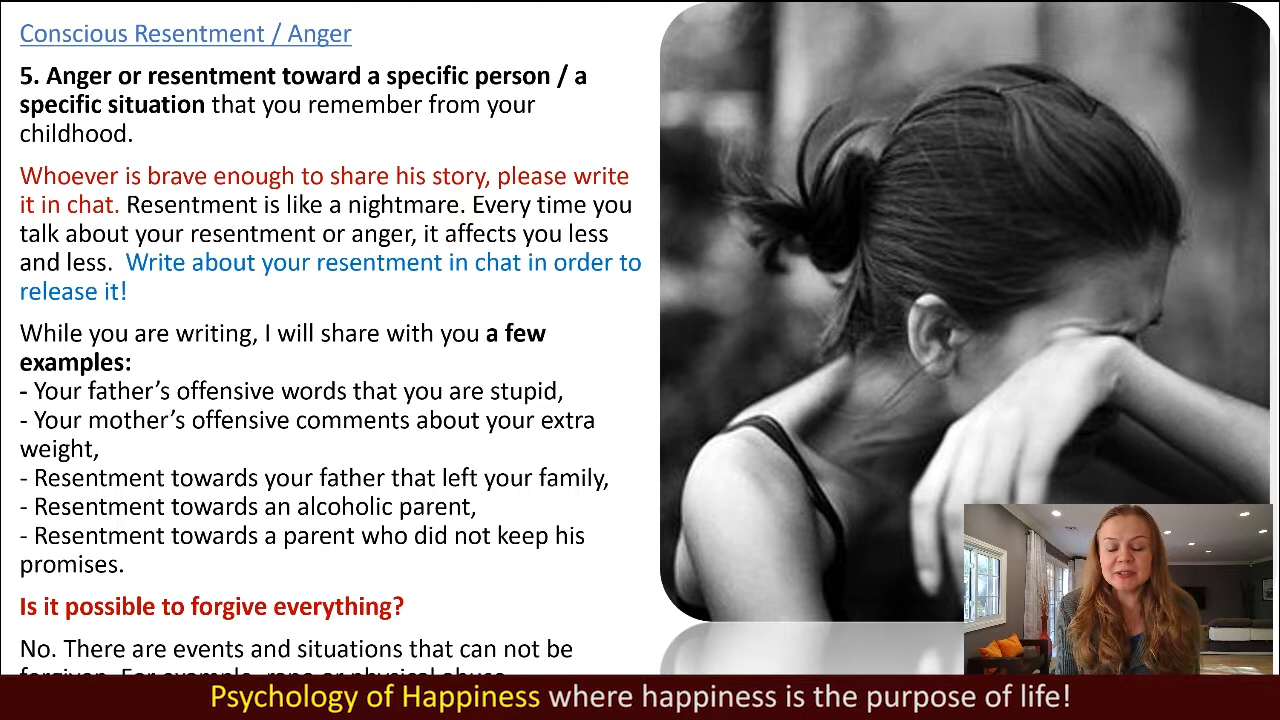 Conscious Resentment / Anger
5. Anger or resentment toward a specific person / a
specific situation that you remember from your
childhood.
Whoever is brave enough to share his story, please write
it in chat. Resentment is like a nightmare. Every time you
talk about your resentment or anger, it affects you less
and less. Write about your resentment in chat in order to
release it!
While you are writing, I will share with you a few
examples:
- Your father’s offensive words that you are stupid,
- Your mother’s offensive comments about your extra
weight,
- Resentment towards your father that left your family,
- Resentment towards an alcoholic parent,
- Resentment towards a parent who did not keep his
promises.
Is it possible to forgive everything?
No. There are events and situations that can not be
forgiven. For example, rape or physical abuse
Psychology of Happiness where happiness is the purpose of life!